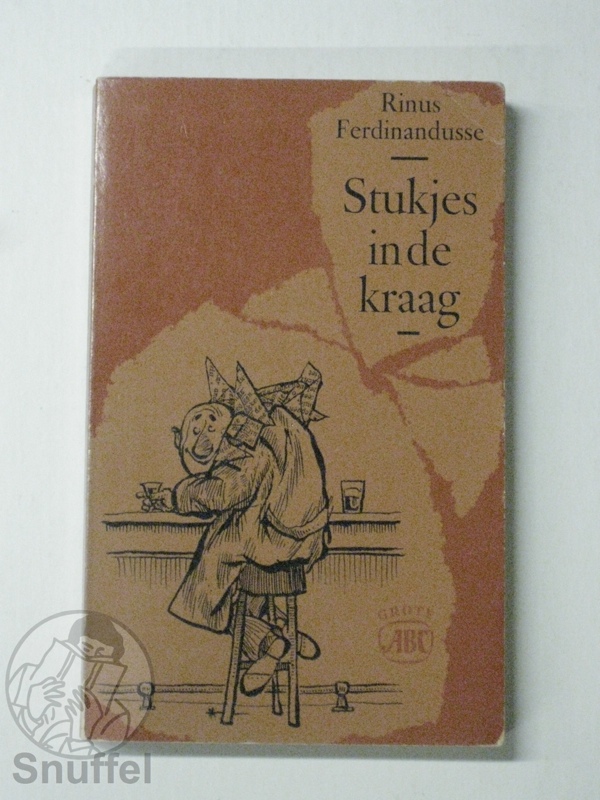 Rinus
Ferdinandusse
Stukjes
in de
kraag
GROTE
ABC
Snuffel